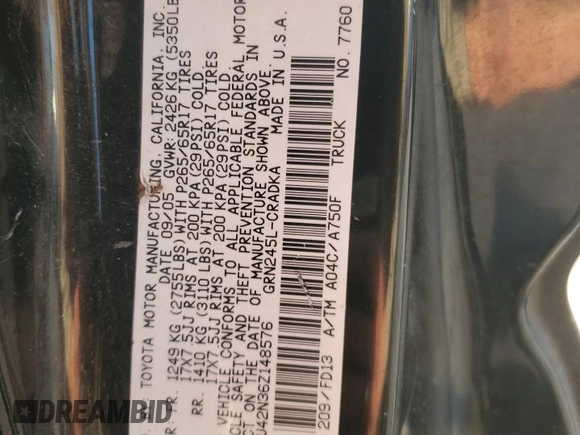 TOYOTA MOTOR MANUFACTURING, CALIFORNIA, INC.
DATE 09/05 GVWR: 2426 KG (5350LB
FR. 1249 KG (2755LBS) WITH P265/65R17 TIRES
17X7.5JJ RIMS AT 200 KPA (29PSI) COLD.
RR. 1410 KG (3110 LBS) WITH P265/65R17 TIRES
17X7.5JJ RIMS AT 200 KPA (29PSI) COLD.
VEHICLE CONFORMS TO ALL APPLICABLE FEDERAL MOTOR
CLE SAFETY AND THEFT PREVENTION STANDARDS IN
CT ON THE DATE OF MANUFACTURE SHOWN ABOVE.
U42N36Z148576 GRN245L-CRADKA MADE IN U.S.A.
209/FD13 A/TM A04C/A750F TRUCK NO. 7760
DREAMBID